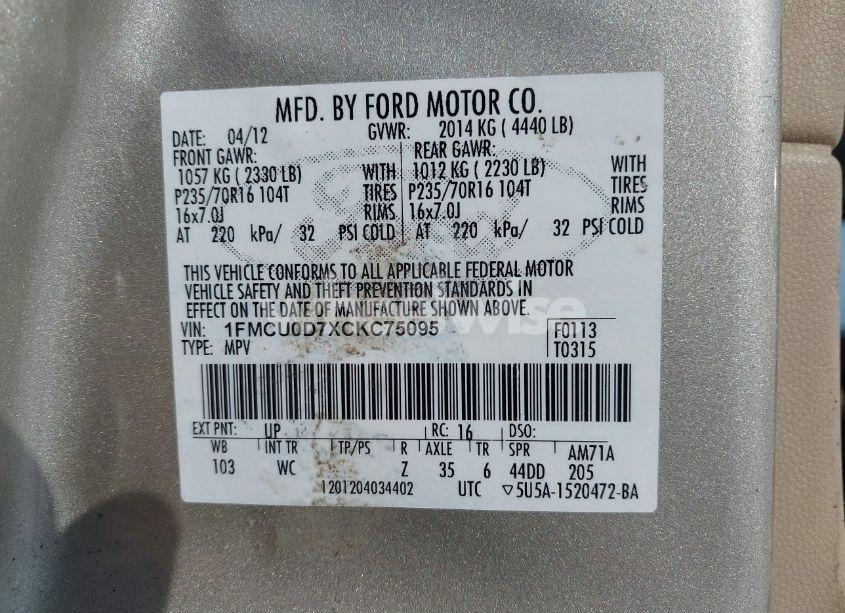 MFD. BY FORD MOTOR CO.
DATE: 04/12 GVWR: 2014 KG ( 4440 LB)
FRONT GAWR: REAR GAWR:
1057 KG ( 2330 LB) WITH 1012 KG ( 2230 LB) WITH
P235/70R16 104T TIRES P235/70R16 104T TIRES
16x7.0J RIMS 16x7.0J RIMS
AT 220 kPa/ 32 PSI COLD AT 220 kPa/ 32 PSI COLD
THIS VEHICLE CONFORMS TO ALL APPLICABLE FEDERAL MOTOR
VEHICLE SAFETY AND THEFT PREVENTION STANDARDS IN
EFFECT ON THE DATE OF MANUFACTURE SHOWN ABOVE.
VIN: 1FMCU0D7XCKC75095 F0113
TYPE: MPV T0315
EXT PNT: UP RC: 16 DSO:
WB INT TR TP/PS R AXLE TR SPR AM71A
103 WC Z 35 6 44DD 205
1201204034402 UTC ▽5U5A-1520472-BA